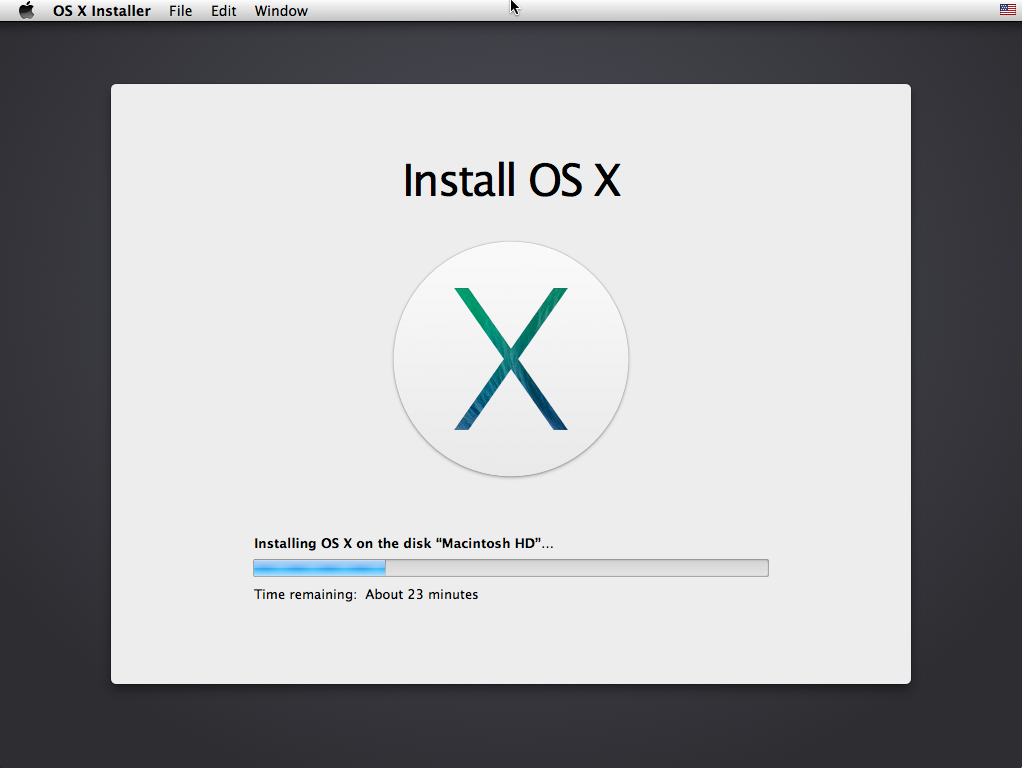 OS X Installer File Edit Window
Install OS X
X
Installing OS X on the disk “Macintosh HD”...
Time remaining: About 23 minutes